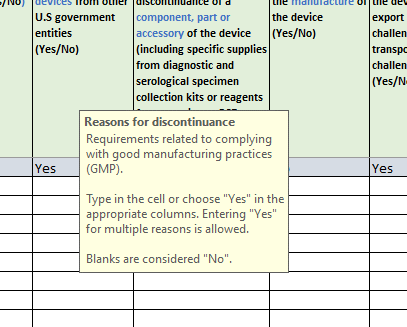 s/No)
devices from other
U.S government
entities
(Yes/No)
discontinuance of a
component, part or
accessory of the device
(including specific supplies
from diagnostic and
serological specimen
collection kits or reagents
the manufacture of
the device
(Yes/No)
the dev
export
challen
transpo
challen
(Yes/No
Reasons for discontinuance
Requirements related to complying
with good manufacturing practices
(GMP).
Type in the cell or choose "Yes" in the
appropriate columns. Entering "Yes"
for multiple reasons is allowed.
Blanks are considered "No".
Yes
Yes